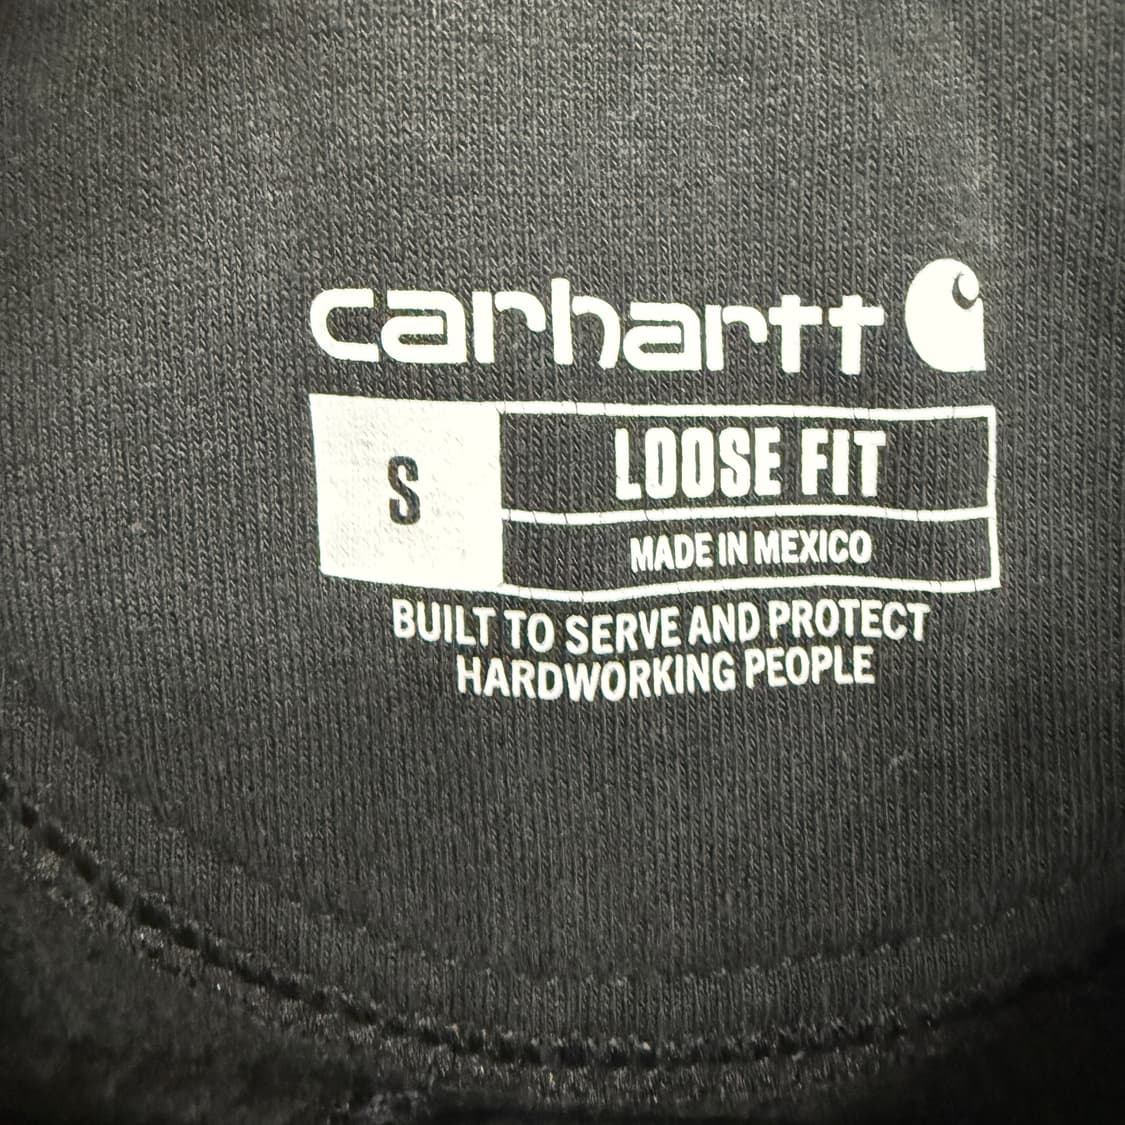 carhartt
S
LOOSE FIT
MADE IN MEXICO
BUILT TO SERVE AND PROTECT
HARDWORKING PEOPLE